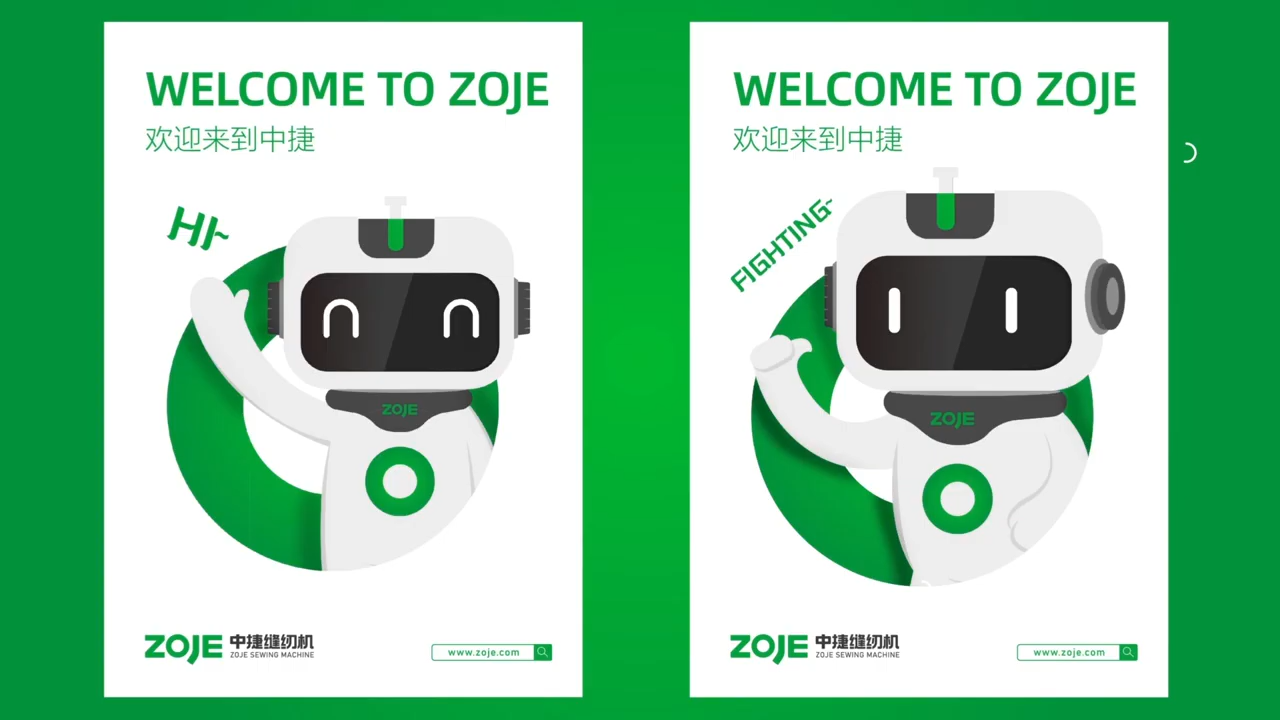 WELCOME TO ZOJE
欢迎来到中捷
HI~
ZOJE
ZOJE 中捷缝纫机
ZOJE SEWING MACHINE
www.zoje.com
WELCOME TO ZOJE
欢迎来到中捷
FIGHTING~
ZOJE
ZOJE 中捷缝纫机
ZOJE SEWING MACHINE
www.zoje.com